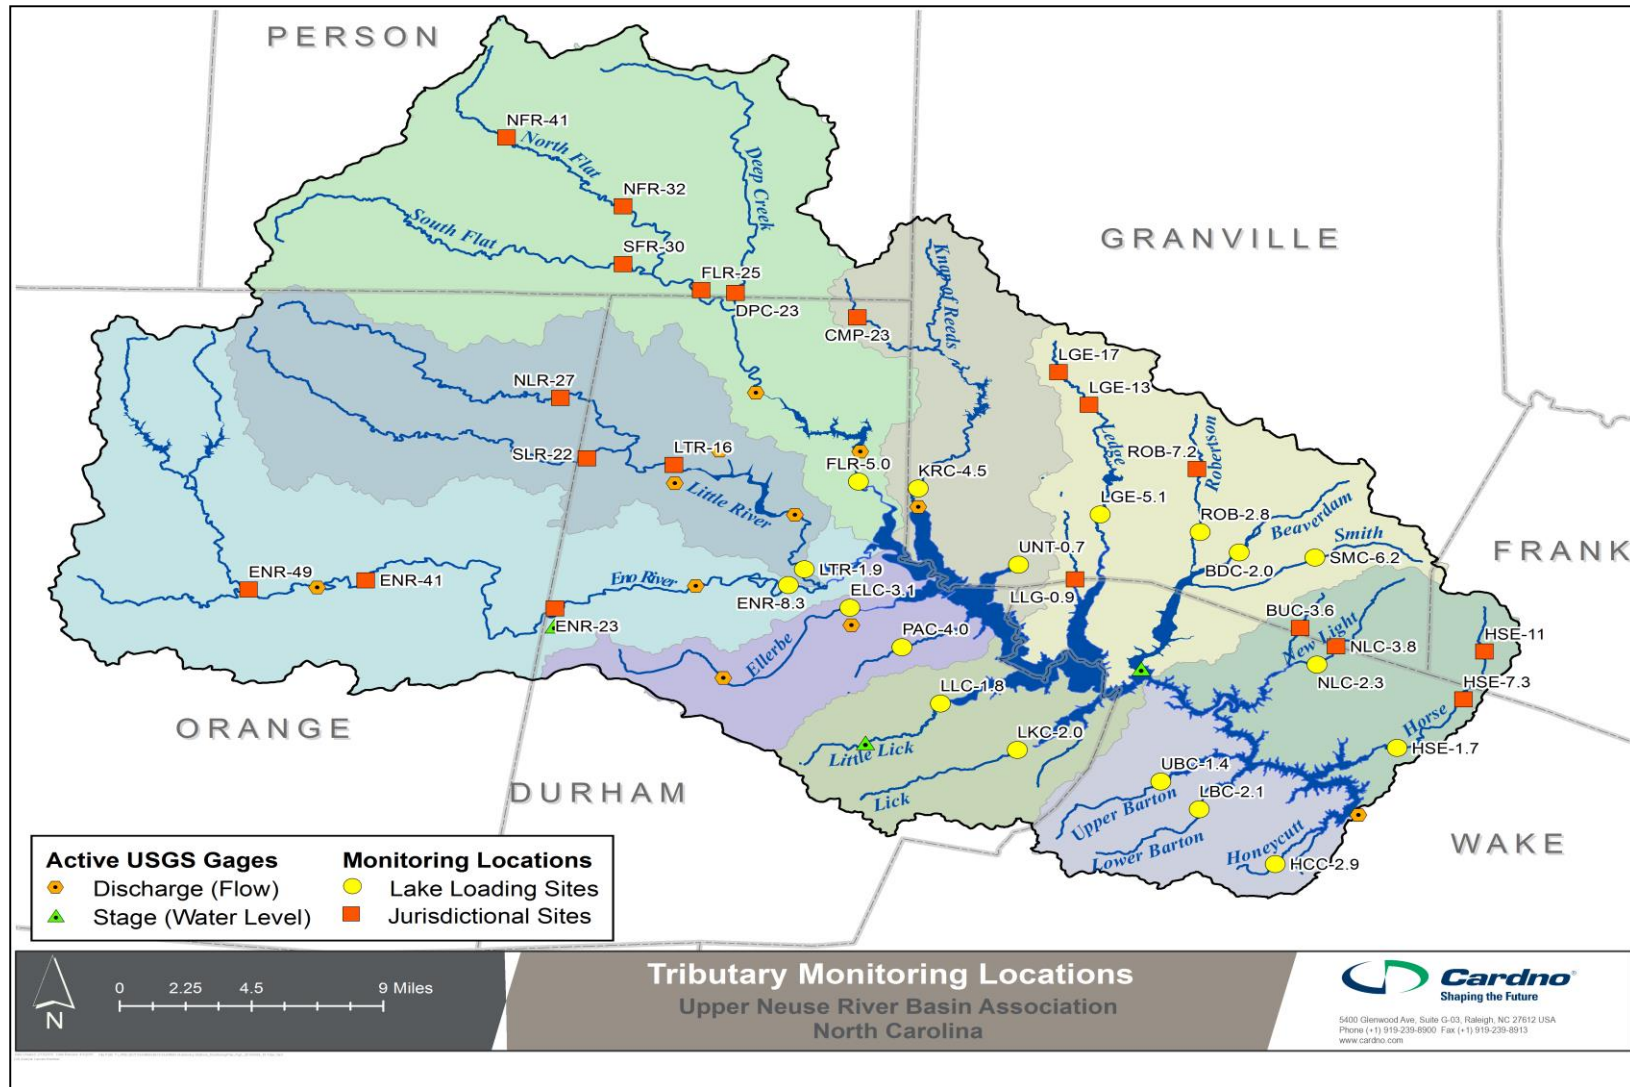 PERSON
NFR-41
North Flat
Deep Creek
NFR-32
South Flat
SFR-30
GRANVILLE
Knap of Reeds
FLR-25
DPC-23
CMP-23
LGE-17
NLR-27
LGE-13
Ledge
Robertson
SLR-22
LTR-16
FLR-5.0
KRC-4.5
ROB-7.2
Little River
LGE-5.1
ROB-2.8
Beaverdam
Smith
FRANK
UNT-0.7
BDC-2.0
SMC-6.2
ENR-49
ENR-41
Eno River
LTR-1.9
ENR-8.3
ELC-3.1
LLG-0.9
BUC-3.6
ENR-23
PAC-4.0
New Light
NLC-3.8
HSE-11
Ellerbe
NLC-2.3
LLC-1.8
HSE-7.3
ORANGE
Horse
LKC-2.0
HSE-1.7
Little Lick
UBC-1.4
DURHAM
Lick
LBC-2.1
Upper Barton
Lower Barton
Honeycutt
WAKE
HCC-2.9
Active USGS Gages
Discharge (Flow)
Stage (Water Level)
Monitoring Locations
Lake Loading Sites
Jurisdictional Sites
N
0 2.25 4.5 9 Miles
Tributary Monitoring Locations
Upper Neuse River Basin Association
North Carolina
Cardno®
Shaping the Future
5400 Glenwood Ave, Suite G-03, Raleigh, NC 27612 USA
Phone (+1) 919-239-8900 Fax (+1) 919-239-8913
www.cardno.com